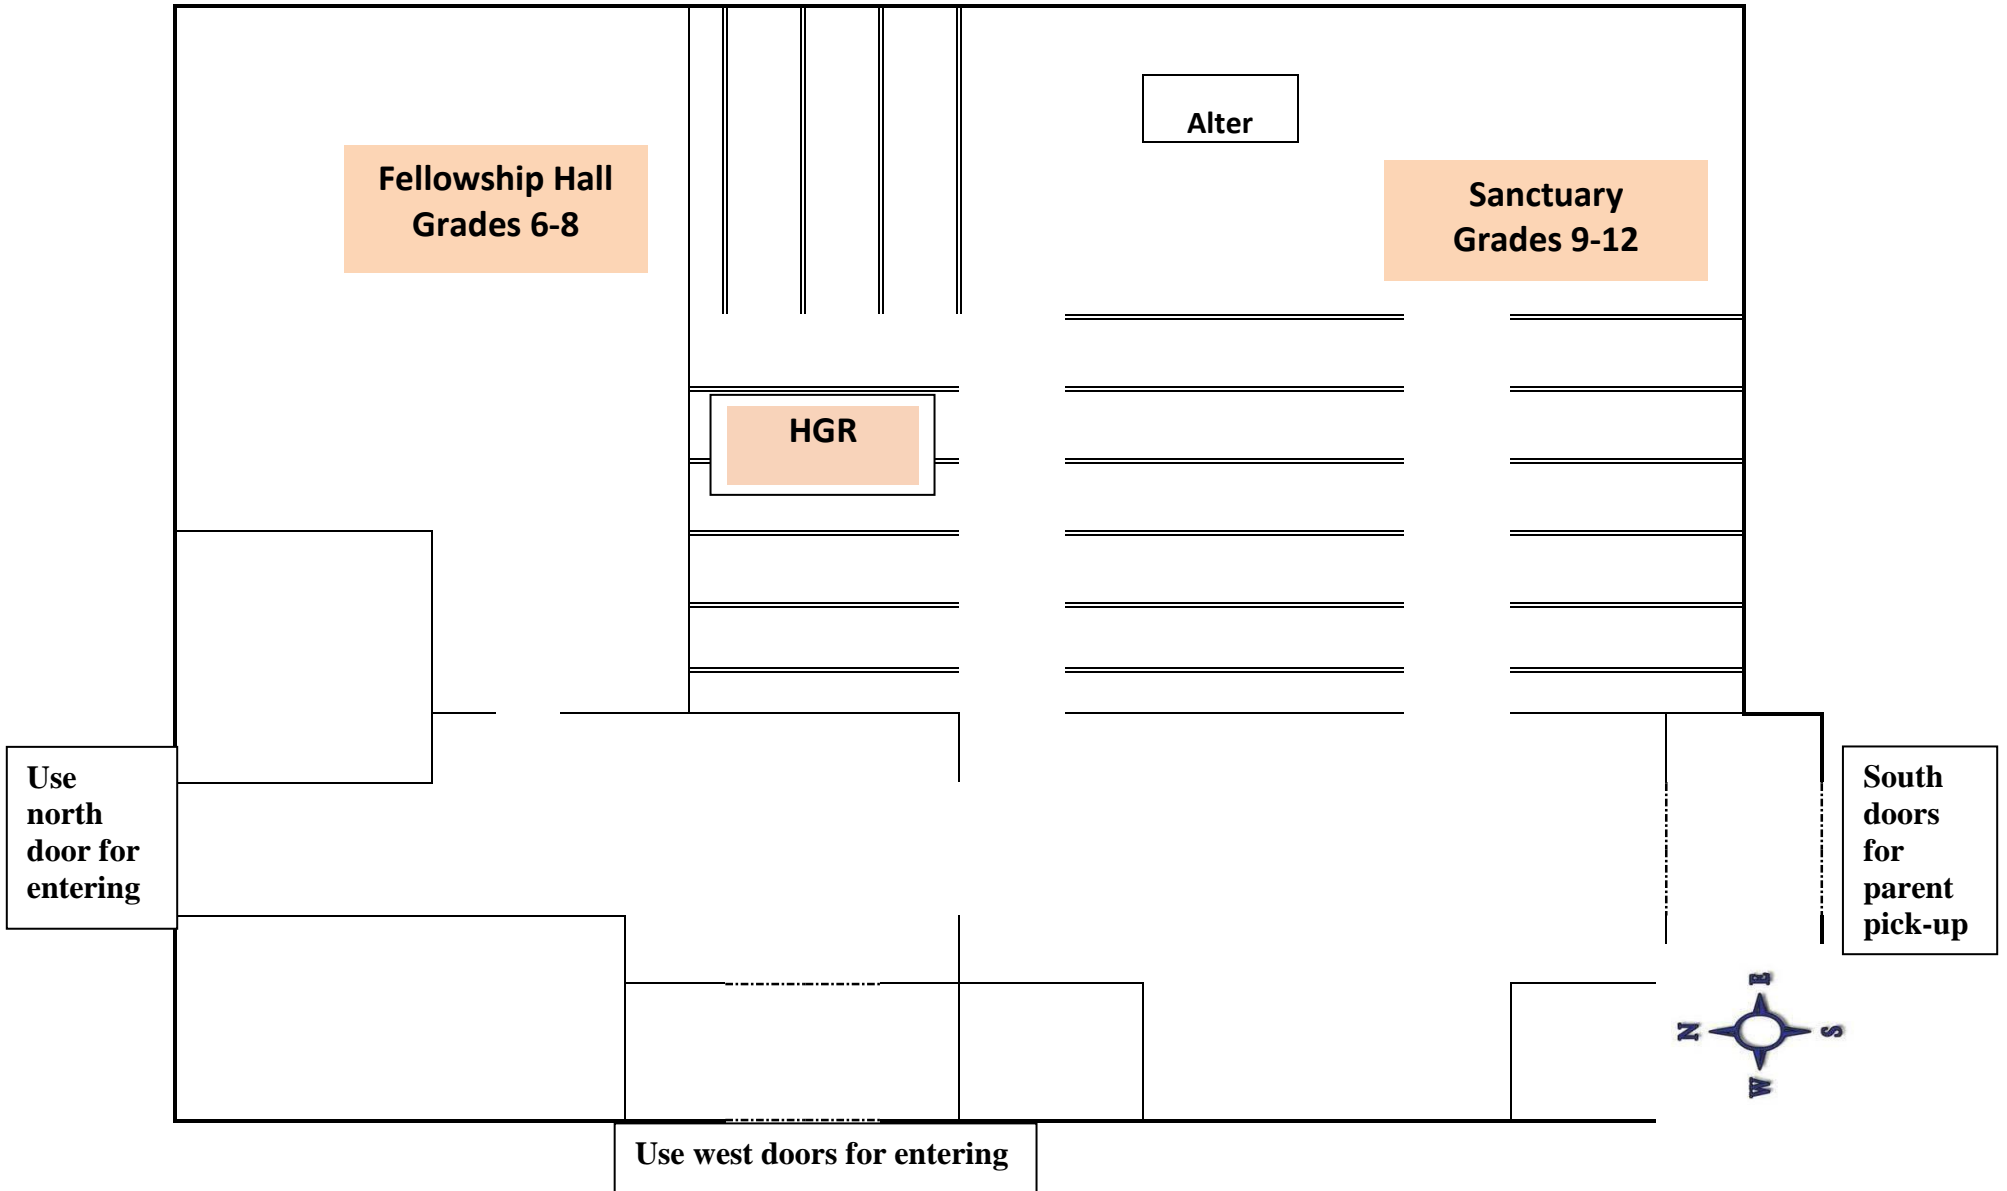 Alter
Fellowship Hall
Grades 6-8
Sanctuary
Grades 9-12
HGR
Use
north
door for
entering
South
doors
for
parent
pick-up
E
N
S
W
Use west doors for entering